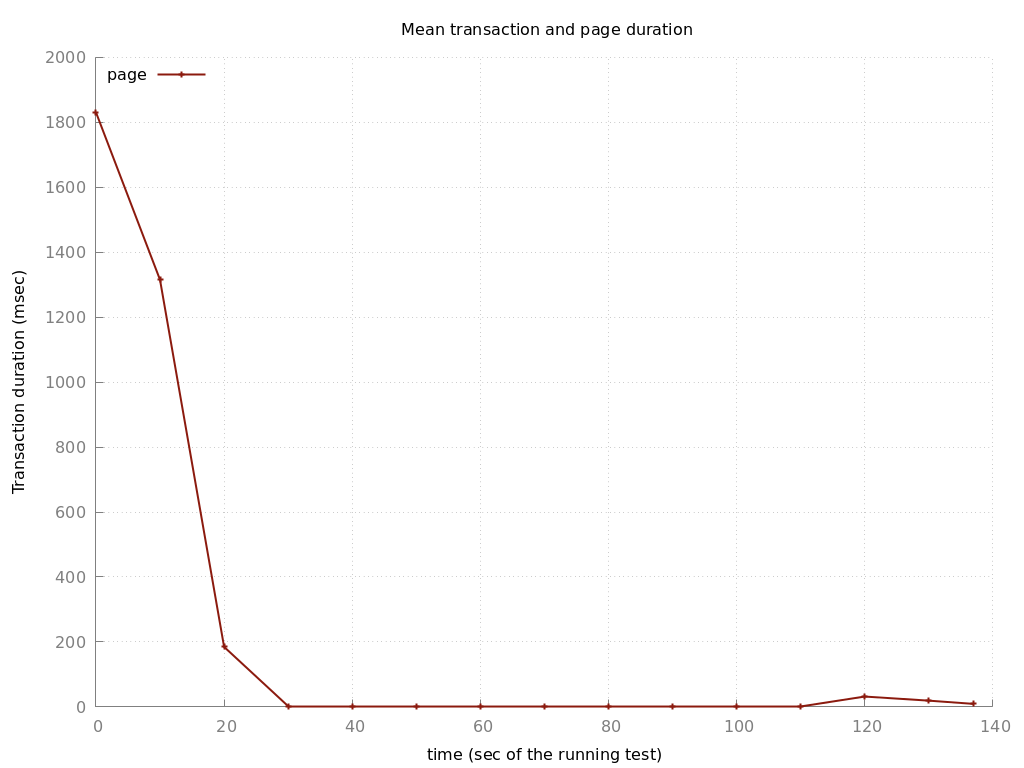 Mean transaction and page duration
page
2000
1800
1600
1400
1200
1000
800
600
400
200
0
Transaction duration (msec)
0 20 40 60 80 100 120 140
time (sec of the running test)